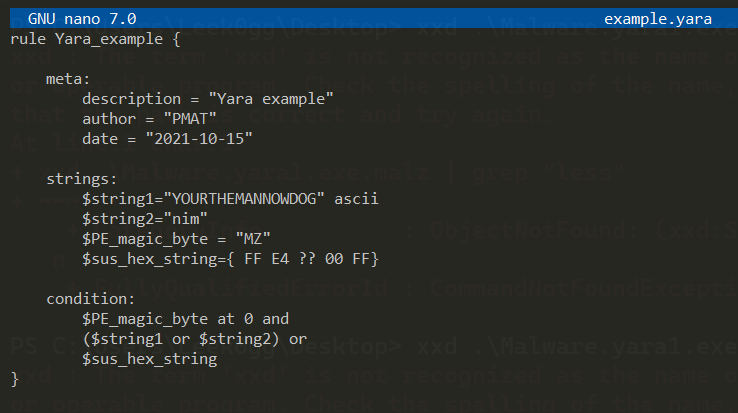 GNU nano 7.0 example.yara
rule Yara_example {
meta:
description = "Yara example"
author = "PMAT"
date = "2021-10-15"
strings:
$string1="YOURTHEMANNOWDOG" ascii
$string2="nim"
$PE_magic_byte = "MZ"
$sus_hex_string={ FF E4 ?? 00 FF}
condition:
$PE_magic_byte at 0 and
($string1 or $string2) or
$sus_hex_string
}